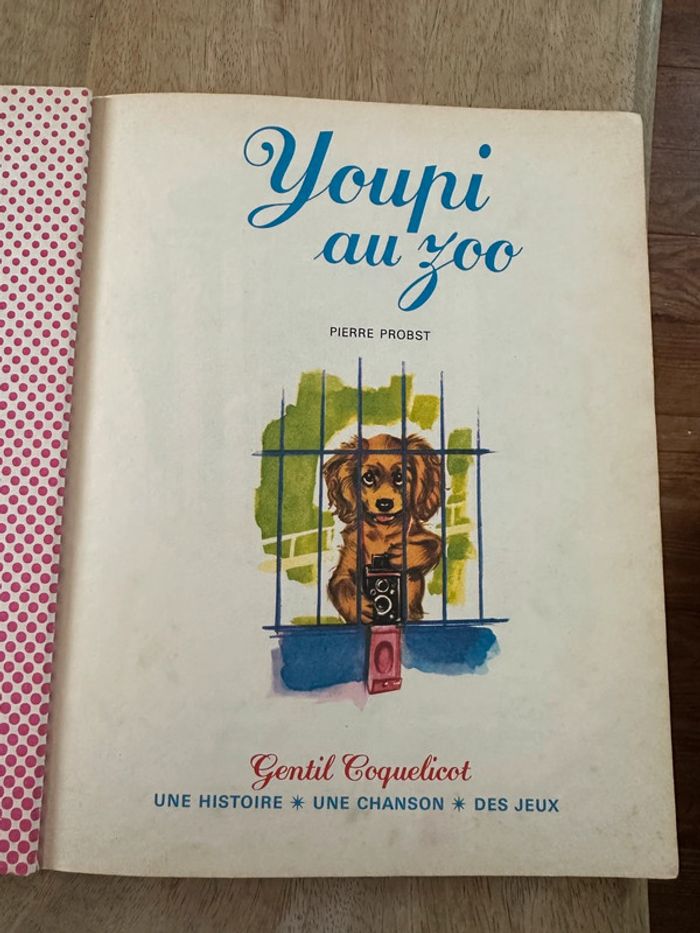 Youpi
au zoo
PIERRE PROBST
Gentil Coquelicot
UNE HISTOIRE * UNE CHANSON * DES JEUX